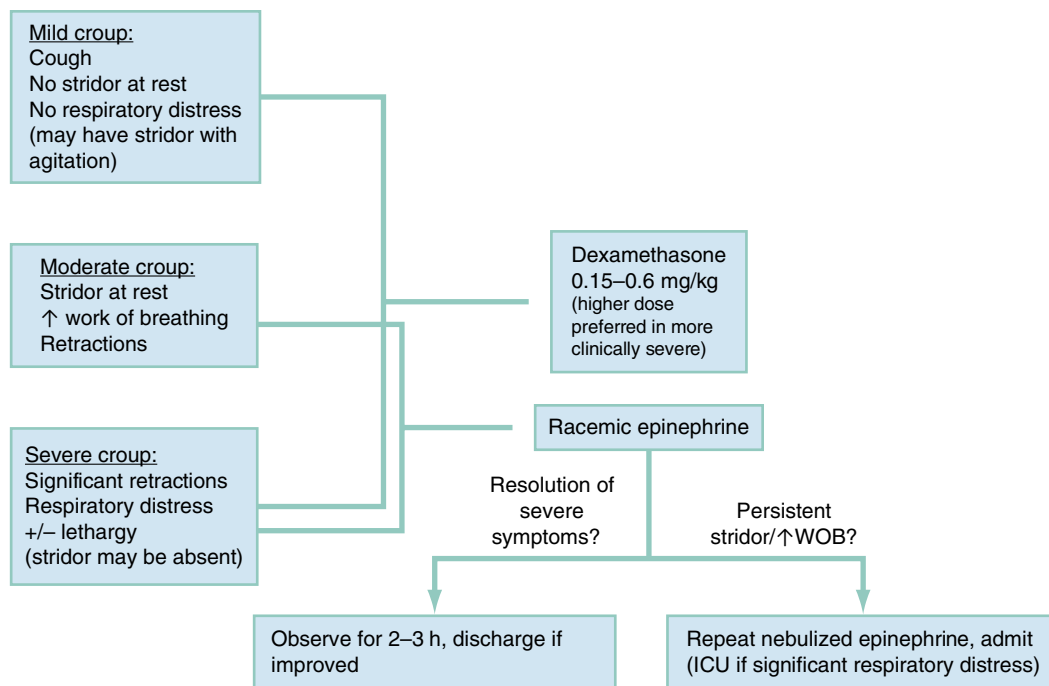 Mild croup:
Cough
No stridor at rest
No respiratory distress
(may have stridor with
agitation)
Moderate croup:
Stridor at rest
↑ work of breathing
Retractions
Severe croup:
Significant retractions
Respiratory distress
+/– lethargy
(stridor may be absent)
Dexamethasone
0.15–0.6 mg/kg
(higher dose
preferred in more
clinically severe)
Racemic epinephrine
Resolution of
severe
symptoms?
Persistent
stridor/↑WOB?
Observe for 2–3 h, discharge if
improved
Repeat nebulized epinephrine, admit
(ICU if significant respiratory distress)